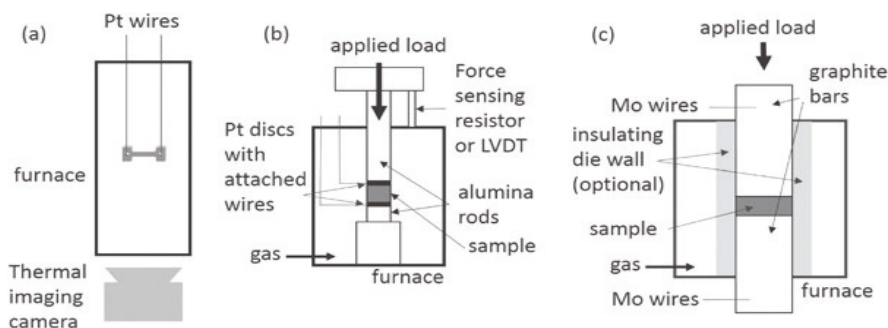 (a)
Pt wires
furnace
Thermal
imaging
camera
(b)
applied load
Force
sensing
resistor
or LVDT
Pt discs
with
attached
wires
alumina
rods
sample
gas
furnace
(c)
applied load
graphite
bars
Mo wires
insulating
die wall
(optional)
sample
gas
furnace
Mo wires